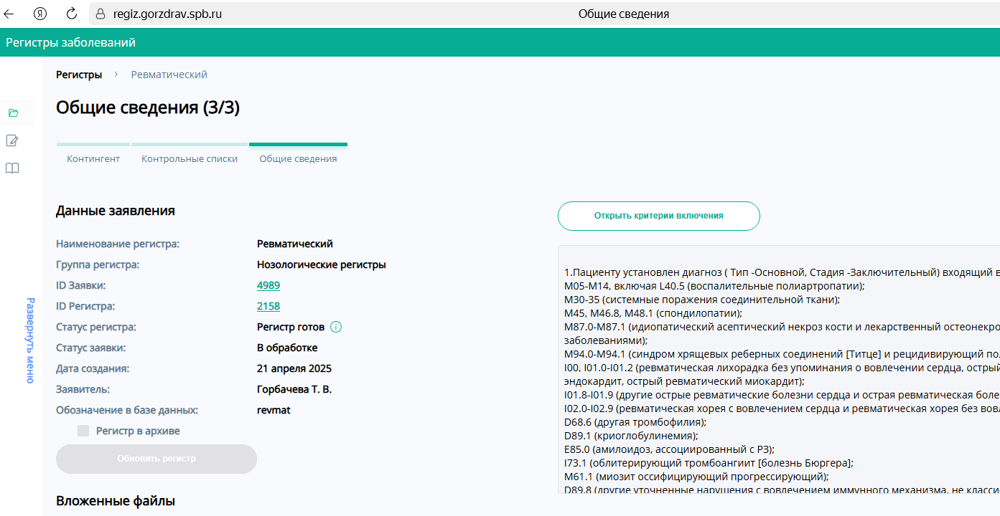 regiz.gorzdrav.spb.ru
Общие сведения
Регистры заболеваний
Регистры
Ревматический
Общие сведения (3/3)
Контингент
Контрольные списки
Общие сведения
Развернуть меню
Данные заявления
Наименование регистра: Ревматический
Группа регистра: Нозологические регистры
ID Заявки: 4989
ID Регистра: 2158
Статус регистра: Регистр готов
Статус заявки: В обработке
Дата создания: 21 апреля 2025
Заявитель: Горбачева Т. В.
Обозначение в базе данных: revmat
Регистр в архиве
Обновить регистр
Вложенные файлы
Открыть критерии включения
1.Пациенту установлен диагноз ( Тип -Основной, Стадия -Заключительный) входящий
M05-M14, включая L40.5 (воспалительные полиартропатии);
M30-35 (системные поражения соединительной ткани);
M45, M46.8, M48.1 (спондилопатии);
M87.0-M87.1 (идиопатический асептический некроз кости и лекарственный остеонекро
заболеваниями);
M94.0-M94.1 (синдром хрящевых реберных соединений [Титце] и рецидивирующий
I00, I01.0-I01.2 (ревматическая лихорадка без упоминания о вовлечении сердца, острый
эндокардит, острый ревматический миокардит);
I01.8-I01.9 (другие острые ревматические болезни сердца и острая ревматическая боле
I02.0-I02.9 (ревматическая хорея с вовлечением сердца и ревматическая хорея без
D68.6 (другая тромбофилия);
D89.1 (криоглобулинемия);
E85.0 (амилоидоз, ассоциированный с РЗ);
I73.1 (облитерирующий тромбоангиит [болезнь Бюргера];
M61.1 (миозит оссифицирующий прогрессирующий);
D89.8 (другие уточненные нарушения с вовлечением иммунного механизма, не класси